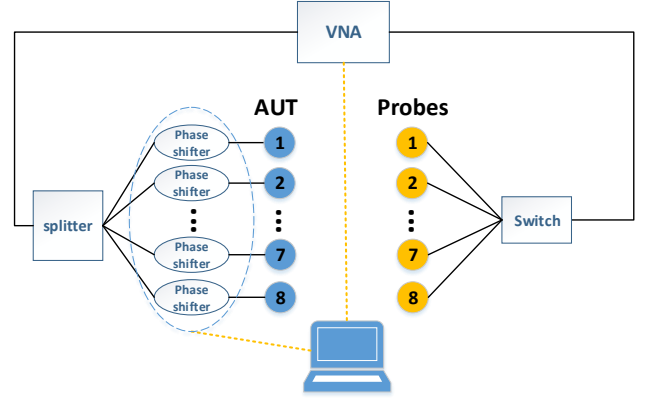 VNA
AUT
Probes
Phase
shifter
1
1
Phase
shifter
2
2
splitter
Switch
Phase
shifter
7
7
Phase
shifter
8
8